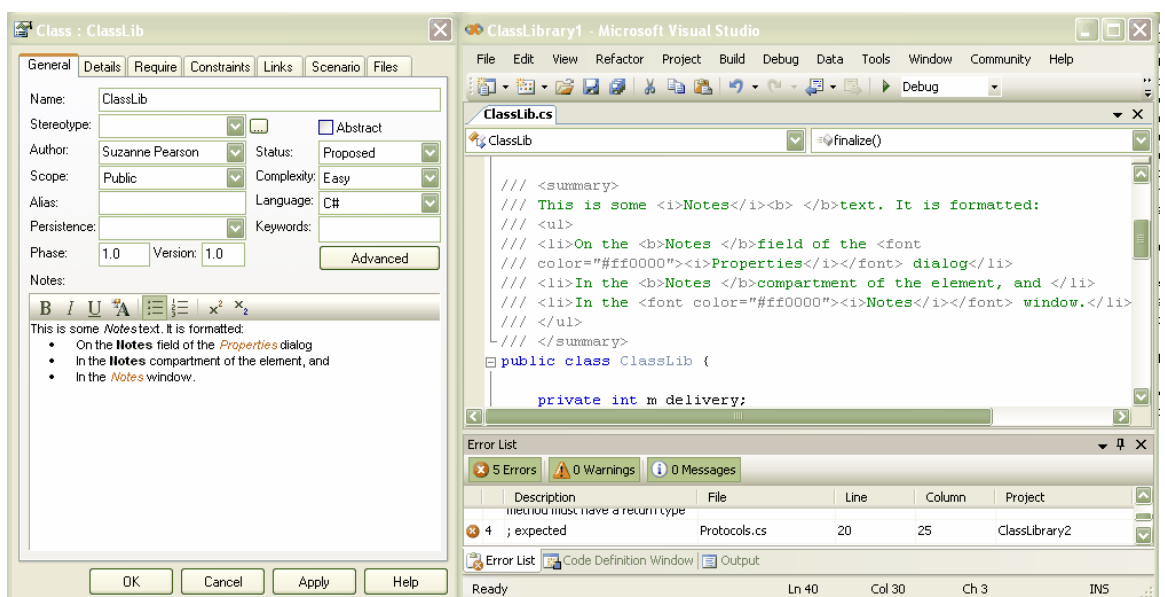 Class : ClassLib
General Details Require Constraints Links Scenario Files
Name: ClassLib
Stereotype: ... Abstract
Author: Suzanne Pearson Status: Proposed
Scope: Public Complexity: Easy
Alias: Language: C#
Persistence: Keywords:
Phase: 1.0 Version: 1.0 Advanced
Notes:
B I U A x² x₂
This is some Notes text. It is formatted:
• On the Notes field of the Properties dialog
• In the Notes compartment of the element, and
• In the Notes window.
OK Cancel Apply Help
ClassLibrary1 - Microsoft Visual Studio
File Edit View Refactor Project Build Debug Data Tools Window Community Help
Debug
ClassLib.cs
ClassLib finalize()
/// <summary>
/// This is some <i>Notes</i><b> </b>text. It is formatted:
/// <ul>
/// <li>On the <b>Notes </b>field of the <font
/// color="#ff0000"><i>Properties</i></font> dialog</li>
/// <li>In the <b>Notes </b>compartment of the element, and </li>
/// <li>In the <font color="#ff0000"><i>Notes</i></font> window.</li>
/// </ul>
/// </summary>
public class ClassLib {
private int m_delivery;
Error List
5 Errors 0 Warnings 0 Messages
Description File Line Column Project
method must have a return type
4 ; expected Protocols.cs 20 25 ClassLibrary2
Error List Code Definition Window Output
Ready Ln 40 Col 30 Ch 3 INS